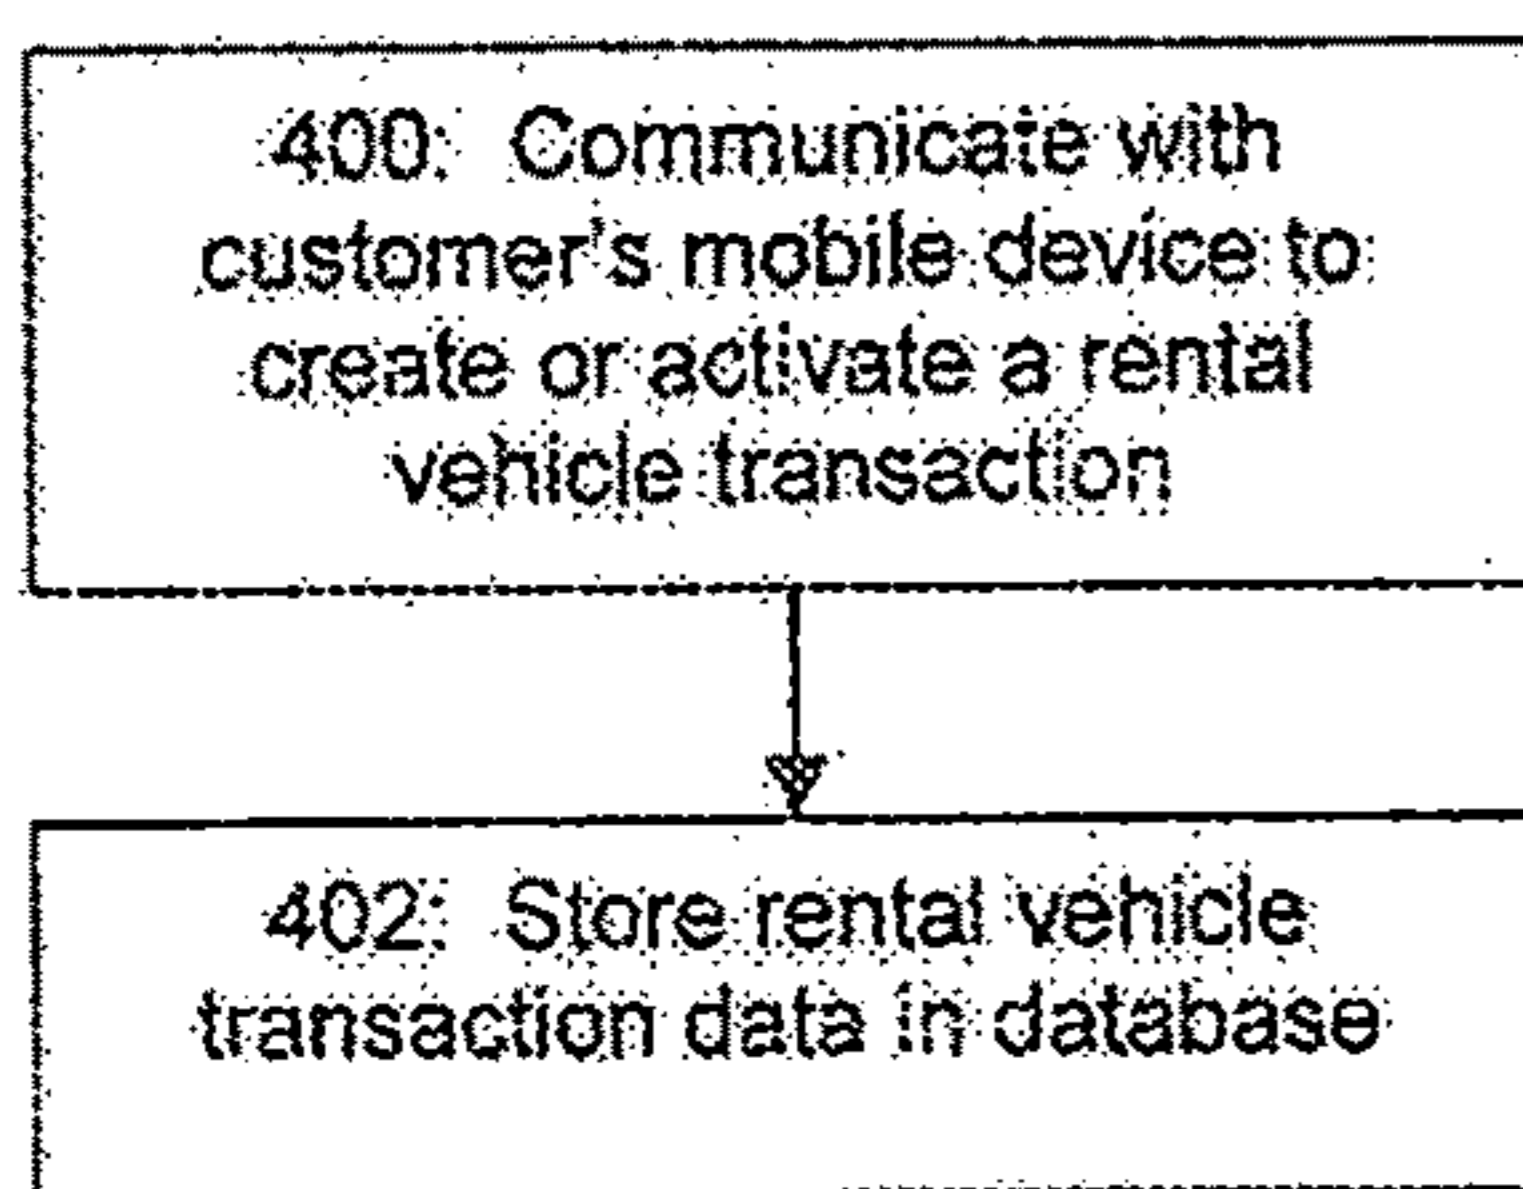 400: Communicate with
customer's mobile device to
create or activate a rental
vehicle transaction
402: Store rental vehicle
transaction data in database